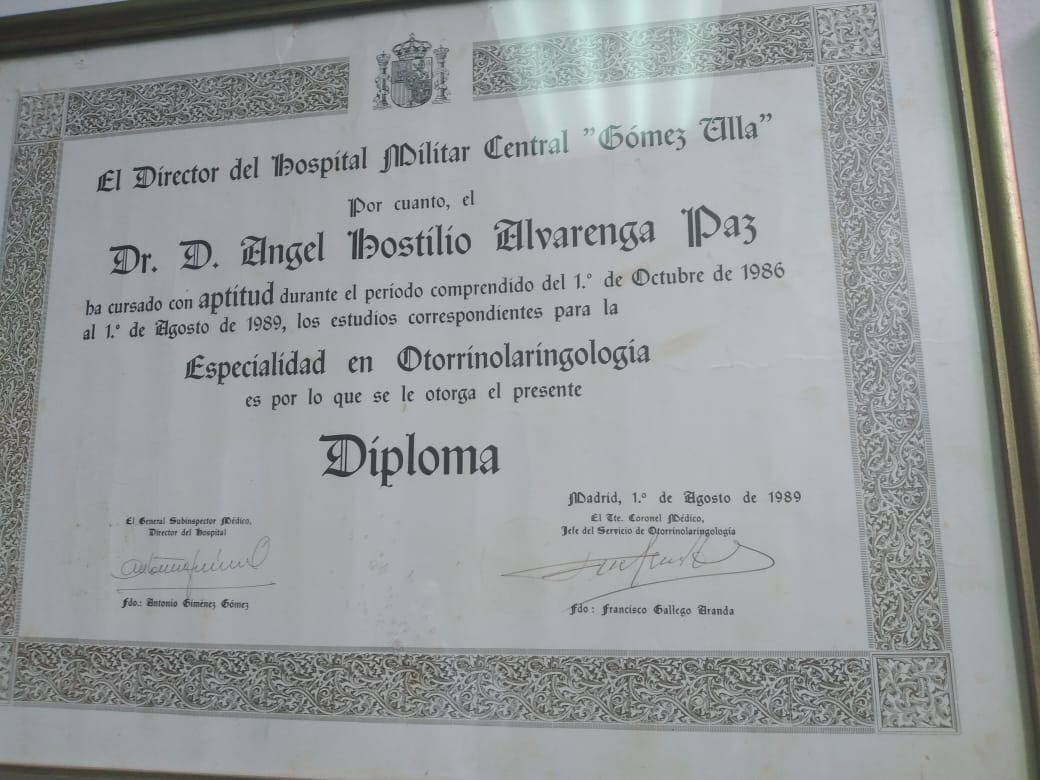 El Director del Hospital Militar Central "Gómez Ulla"
Por cuanto, el
Dr. D. Angel Hostilio Alvarenga Paz
ha cursado con aptitud durante el período comprendido del 1.º de Octubre de 1986
al 1.º de Agosto de 1989, los estudios correspondientes para la
Especialidad en Otorrinolaringología
es por lo que se le otorga el presente
Diploma
Madrid, 1.º de Agosto de 1989
El General Subinspector Médico,
Director del Hospital
El Tte. Coronel Médico,
Jefe del Servicio de Otorrinolaringología
Fdo.: Antonio Giménez Gómez
Fdo: Francisco Gallego Aranda